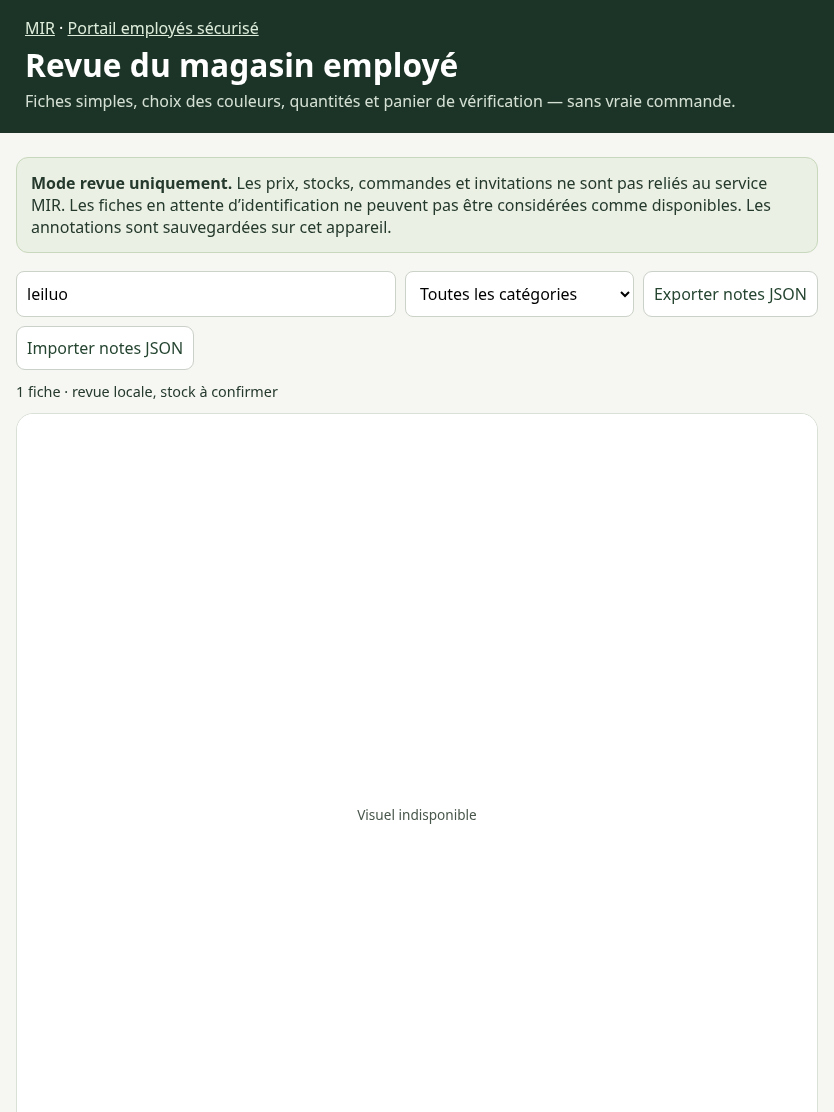 MIR · Portail employés sécurisé
Revue du magasin employé
Fiches simples, choix des couleurs, quantités et panier de vérification — sans vraie commande.
Mode revue uniquement. Les prix, stocks, commandes et invitations ne sont pas reliés au service
MIR. Les fiches en attente d’identification ne peuvent pas être considérées comme disponibles. Les
annotations sont sauvegardées sur cet appareil.
leiluo
Toutes les catégories
Exporter notes JSON
Importer notes JSON
1 fiche · revue locale, stock à confirmer
Visuel indisponible